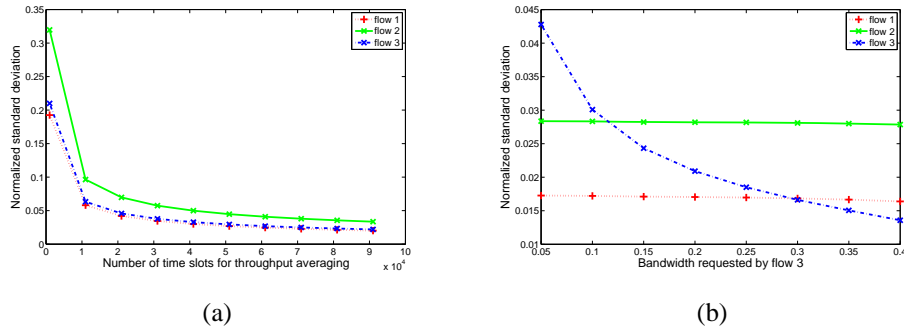 0.35
0.3
0.25
0.2
0.15
0.1
0.05
0
Normalized standard deviation
0 1 2 3 4 5 6 7 8 9 10
x 10^4
Number of time slots for throughput averaging
flow 1
flow 2
flow 3
(a)
0.045
0.04
0.035
0.03
0.025
0.02
0.015
0.01
Normalized standard deviation
0.05 0.1 0.15 0.2 0.25 0.3 0.35 0.4
Bandwidth requested by flow 3
flow 1
flow 2
flow 3
(b)